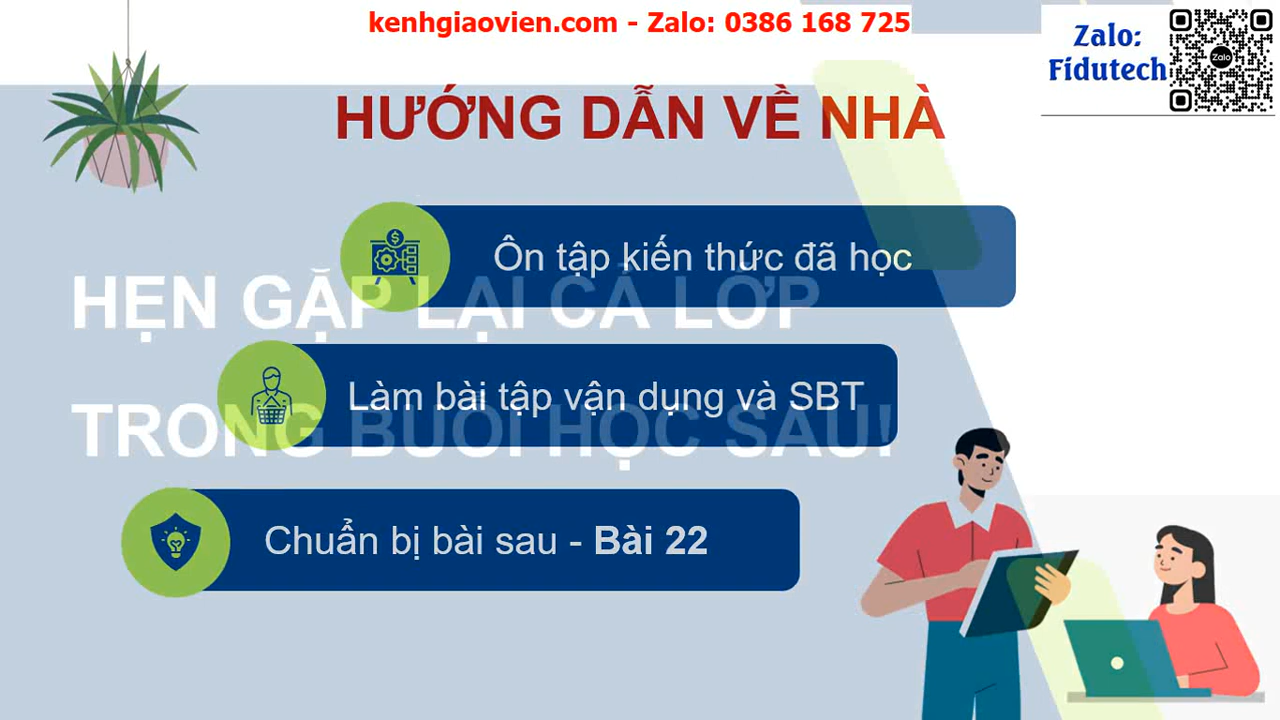 kenhgiaovien.com - Zalo: 0386 168 725
Zalo:
Fidutech
Zalo
HƯỚNG DẪN VỀ NHÀ
Ôn tập kiến thức đã học
HẸN GẶP LẠI CẢ LỚP
Làm bài tập vận dụng và SBT
TRONG BUỔI HỌC SAU!
Chuẩn bị bài sau - Bài 22